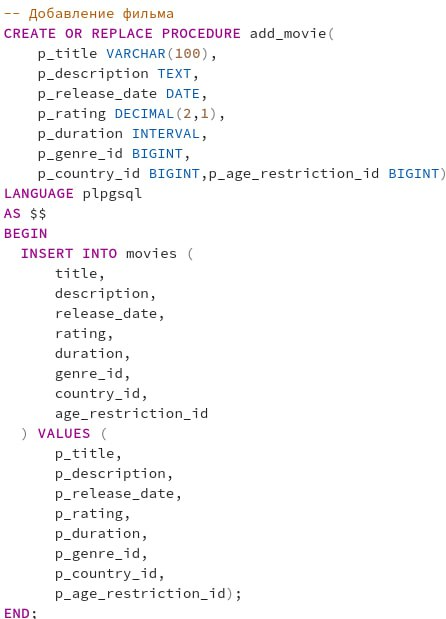 -- Добавление фильма
CREATE OR REPLACE PROCEDURE add_movie(
    p_title VARCHAR(100),
    p_description TEXT,
    p_release_date DATE,
    p_rating DECIMAL(2,1),
    p_duration INTERVAL,
    p_genre_id BIGINT,
    p_country_id BIGINT,p_age_restriction_id BIGINT)
LANGUAGE plpgsql
AS $$
BEGIN
  INSERT INTO movies (
      title,
      description,
      release_date,
      rating,
      duration,
      genre_id,
      country_id,
      age_restriction_id
  ) VALUES (
      p_title,
      p_description,
      p_release_date,
      p_rating,
      p_duration,
      p_genre_id,
      p_country_id,
      p_age_restriction_id);
END;